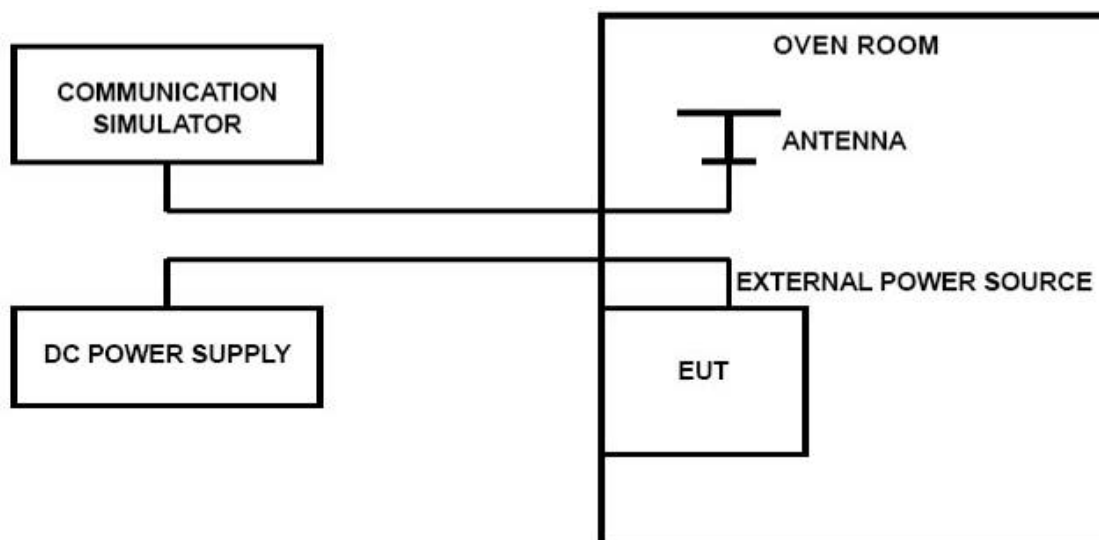 OVEN ROOM
COMMUNICATION
SIMULATOR
ANTENNA
EXTERNAL POWER SOURCE
DC POWER SUPPLY
EUT